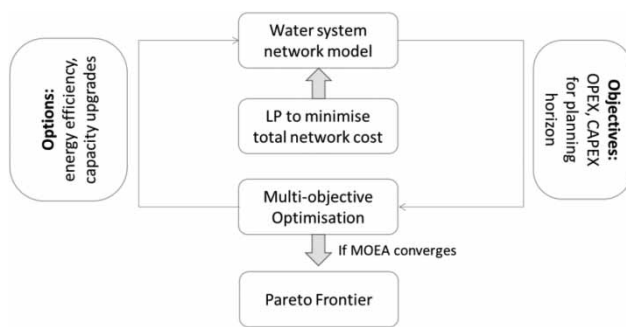 Options:
energy efficiency,
capacity upgrades
Water system
network model
LP to minimise
total network cost
Multi-objective
Optimisation
If MOEA converges
Pareto Frontier
Objectives:
OPEX, CAPEX
for planning
horizon